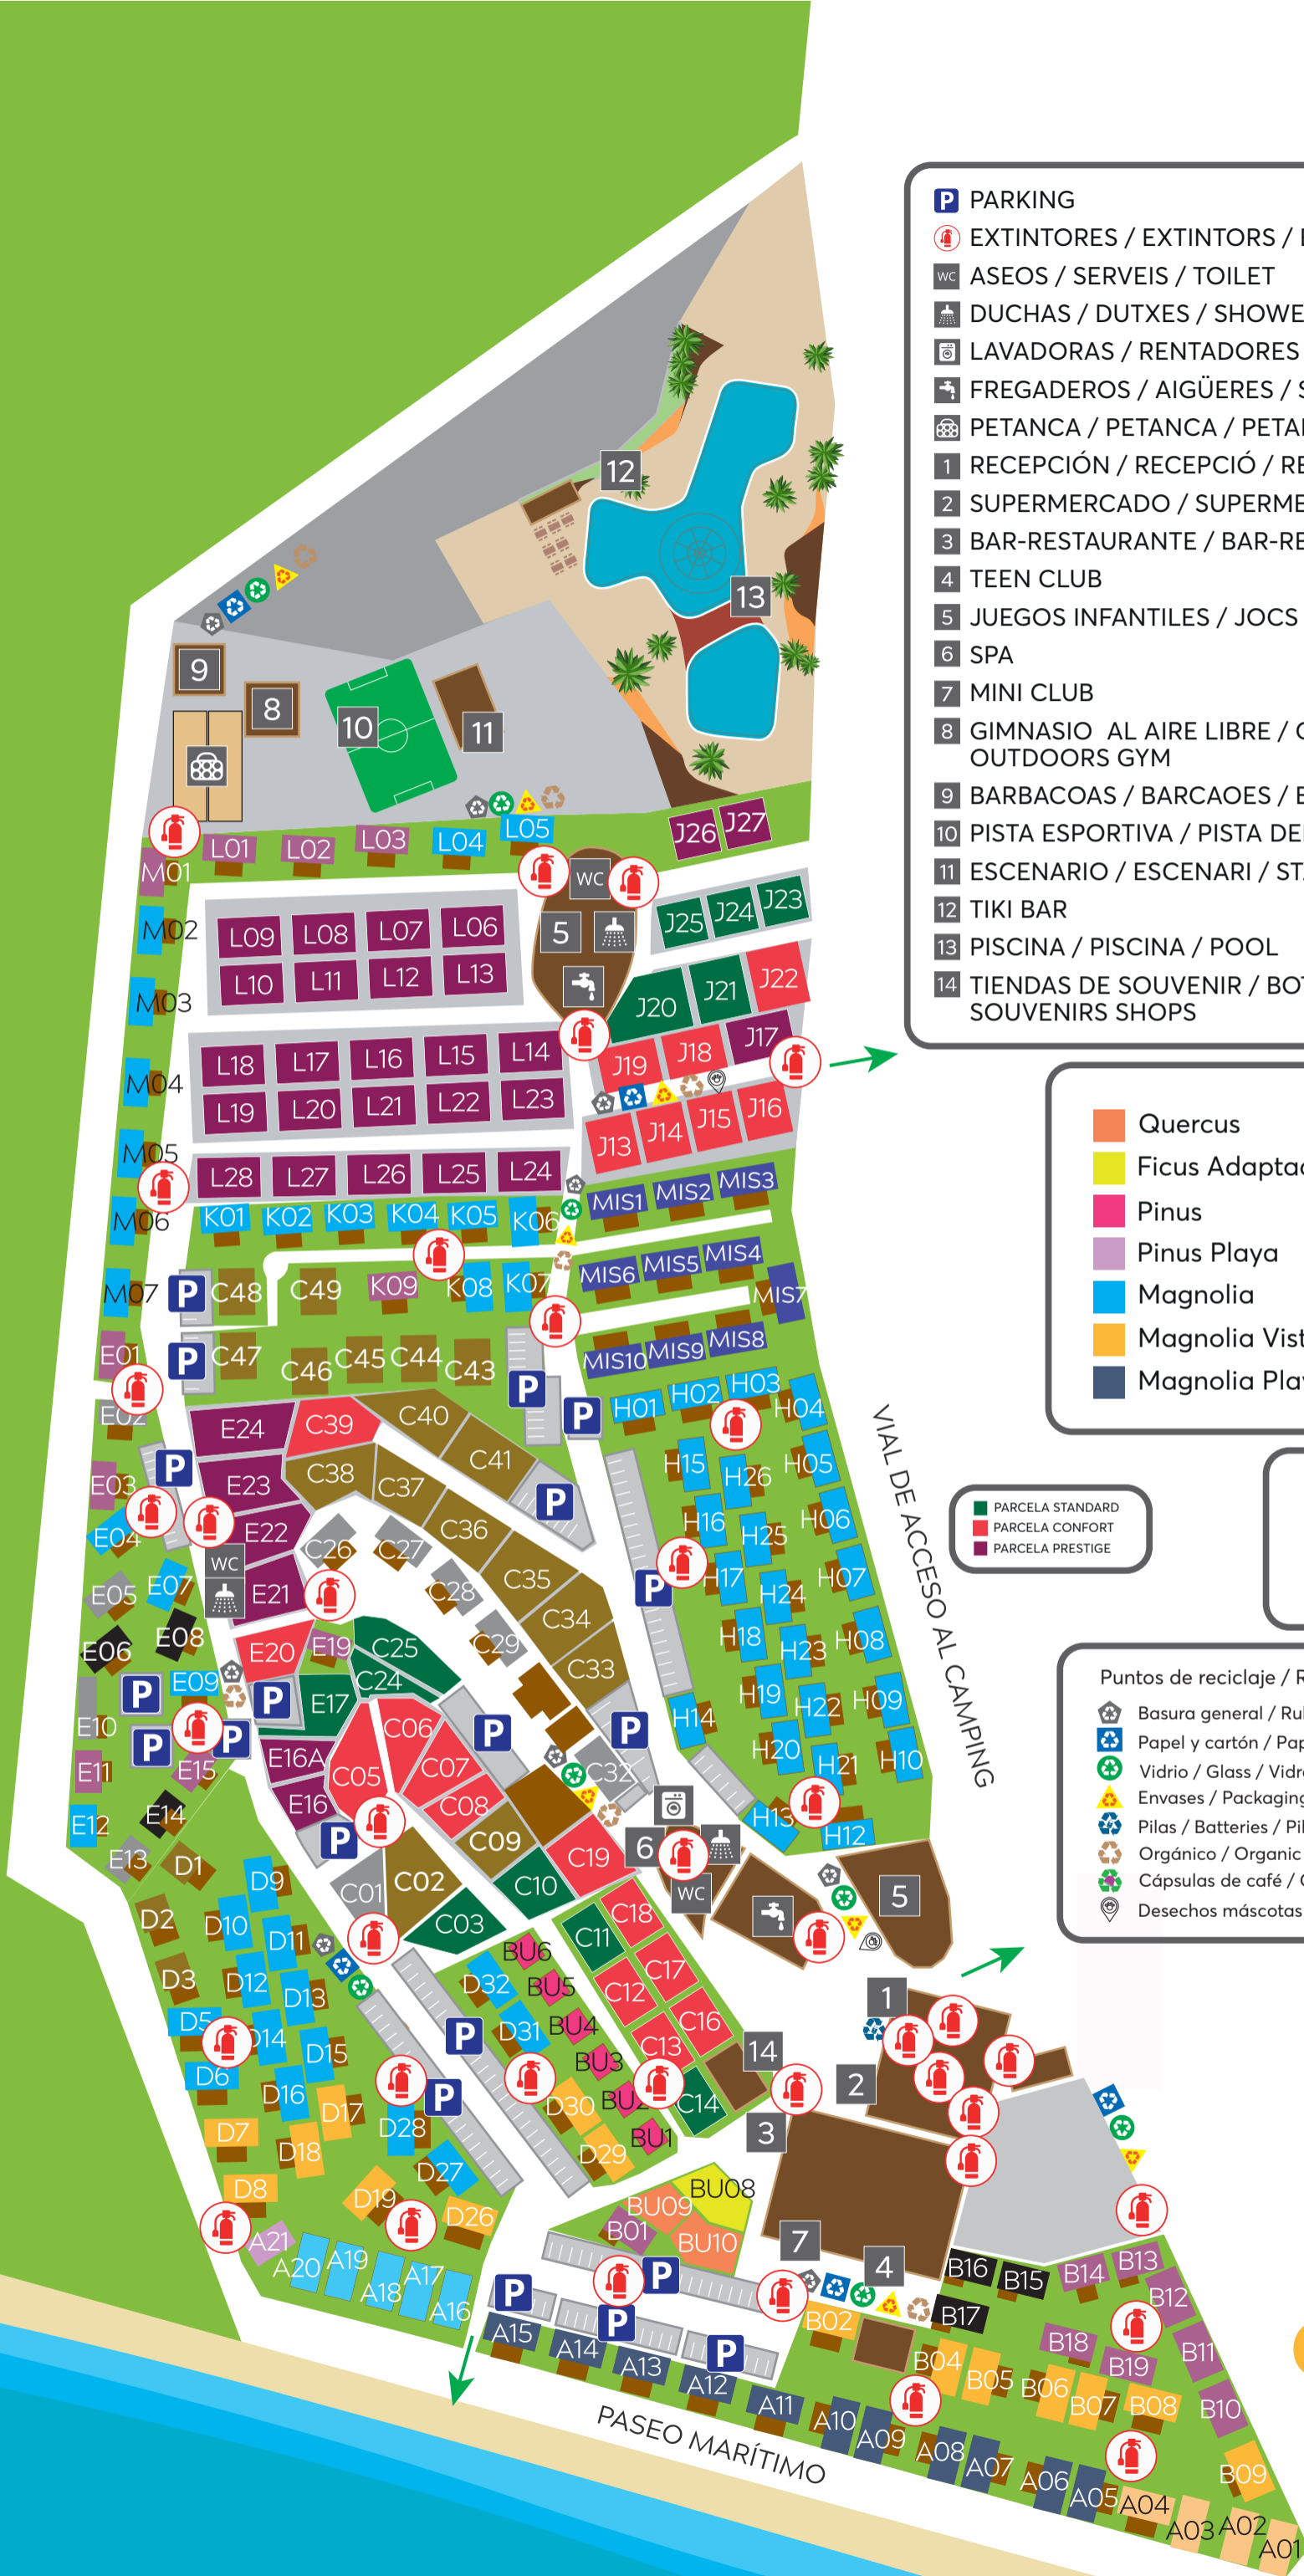 P PARKING
EXTINTORES / EXTINTORS /
WC ASEOS / SERVEIS / TOILET
DUCHAS / DUTXES / SHOWE
LAVADORAS / RENTADORES
FREGADEROS / AIGÜERES /
PETANCA / PETANCA / PETA
1 RECEPCIÓN / RECEPCIÓ / RE
2 SUPERMERCADO / SUPERME
3 BAR-RESTAURANTE / BAR-RE
4 TEEN CLUB
5 JUEGOS INFANTILES / JOCS
6 SPA
7 MINI CLUB
8 GIMNASIO AL AIRE LIBRE /
OUTDOORS GYM
9 BARBACOAS / BARCAOES /
10 PISTA ESPORTIVA / PISTA DE
11 ESCENARIO / ESCENARI / ST
12 TIKI BAR
13 PISCINA / PISCINA / POOL
14 TIENDAS DE SOUVENIR / BOT
SOUVENIRS SHOPS
12
13
9
8
10
11
L01 L02 L03 L04 L05
J26 J27
M01
WC
M02
L09 L08 L07 L06
5
J25 J24 J23
L10 L11 L12 L13
M03
J20 J21 J22
L18 L17 L16 L15 L14
J19 J18 J17
M04
L19 L20 L21 L22 L23
J13 J14 J15 J16
M05
L28 L27 L26 L25 L24
MIS1 MIS2 MIS3
M06 K01 K02 K03 K04 K05 K06
MIS6 MIS5 MIS4
M07 P C48 C49 K09 K08 K07
MIS7
E01 P C47 C46 C45 C44 C43
MIS10 MIS9 MIS8
P P
H01 H02 H03 H04
E02
E24 C39 C40
E03 P E23 C38 C37 C41 P
H15 H26 H05
E04 E22 C36
H16 H25 H06
WC C26 C27
E05 E07 E21 C28 C35
P H17 H24 H07
E06 E08 E20 E19 C25 C29 C34
H18 H23 H08
P E09 P E17 C24 C33
H19 H22 H09
E10 P P C06 P P H14
E11 E15 E16A C05 C07 C32
H20 H21 H10
E12 E14 E16 C08
H13 H12
E13 D1 P C09 C19 6
C01 C02 C10 WC 5
D2 D9 D10 D11 C03 C11 C18
D3 D12 D13 D32 BU6 BU5 C12 C17
D5 D14 D15 P D31 BU4 C13 C16
D6 D16 D17 P D30 BU3 BU2 C14 14
D7 D18 D28 D29 BU1
D8 D19 D27 D26
1
2
3
BU08
BU09
B01 BU10
7
4
A21 A20 A19 A18 A17 A16
P P P P
A15 A14 A13 A12 A11 A10 A09 A08 A07 A06 A05 A04 A03 A02 A01
B16 B15 B14 B13
B02 B17 B12
B18 B19 B11
B04 B05 B06 B07 B08 B10
B09
VIAL DE ACCESO AL CAMPING
PASEO MARÍTIMO
Quercus
Ficus Adapta
Pinus
Pinus Playa
Magnolia
Magnolia Vist
Magnolia Pla
PARCELA STANDARD
PARCELA CONFORT
PARCELA PRESTIGE
Puntos de reciclaje / R
Basura general / Ru
Papel y cartón / Pap
Vidrio / Glass / Vidr
Envases / Packaging
Pilas / Batteries / Pi
Orgánico / Organic
Cápsulas de café /
Desechos máscotas